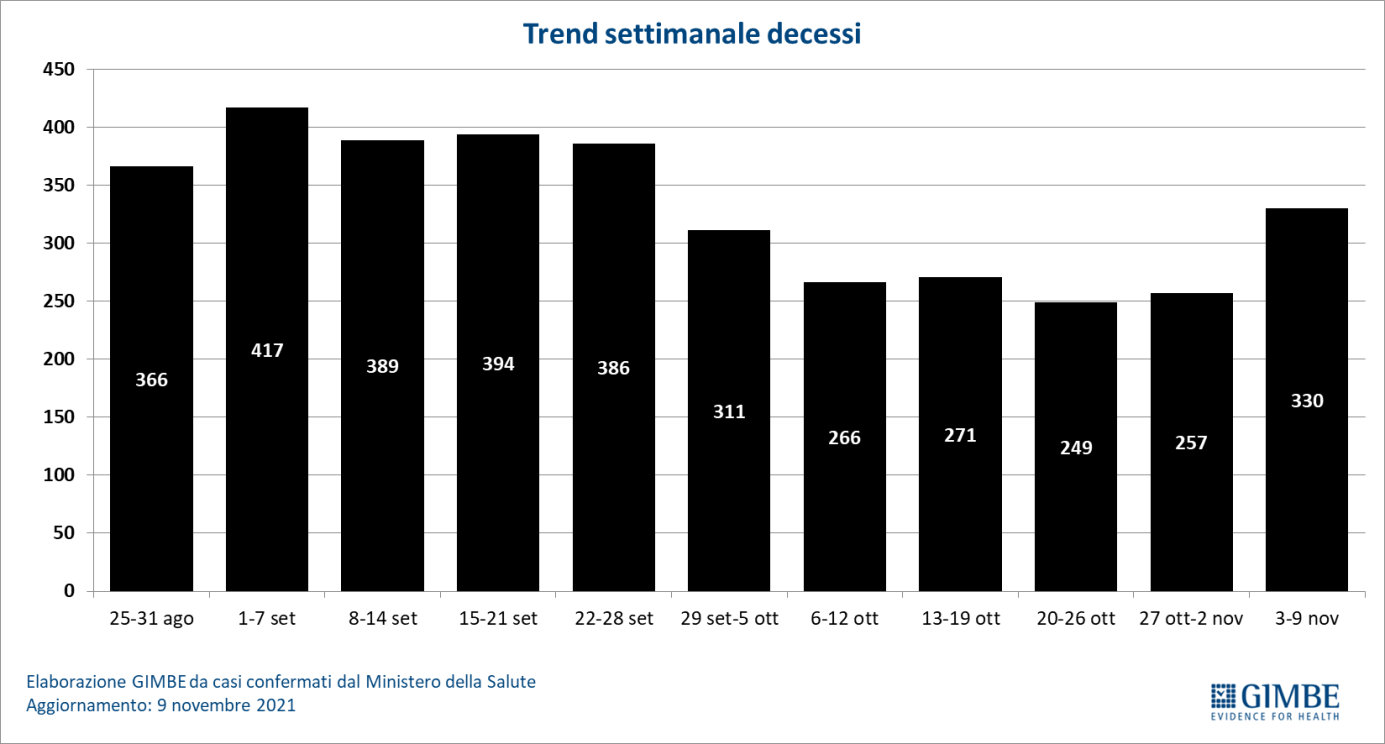 Trend settimanale decessi
450
400
350
300
250
200
150
100
50
0
366
417
389
394
386
311
266
271
249
257
330
25-31 ago
1-7 set
8-14 set
15-21 set
22-28 set
29 set-5 ott
6-12 ott
13-19 ott
20-26 ott
27 ott-2 nov
3-9 nov
Elaborazione GIMBE da casi confermati dal Ministero della Salute
Aggiornamento: 9 novembre 2021
GIMBE
EVIDENCE FOR HEALTH